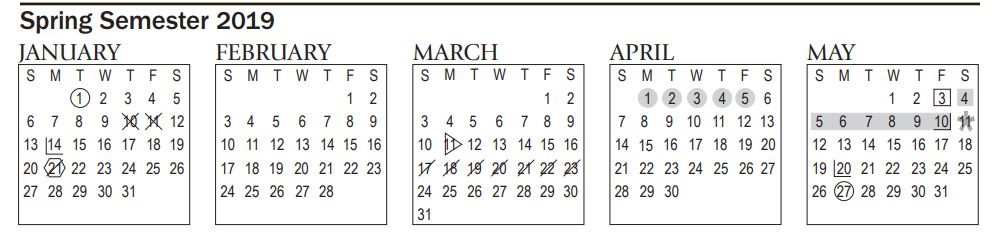 Spring Semester 2019
JANUARY FEBRUARY MARCH APRIL MAY
S M T W T F S S M T W T F S S M T W T F S S M T W T F S S M T W T F S
1 2 3 4 5 1 2 1 2 1 2 3 4 5 6 1 2 3 4
6 7 8 9 10 11 12 3 4 5 6 7 8 9 3 4 5 6 7 8 9 7 8 9 10 11 12 13 5 6 7 8 9 10 11
13 14 15 16 17 18 19 10 11 12 13 14 15 16 10 11 12 13 14 15 16 14 15 16 17 18 19 20 12 13 14 15 16 17 18
20 21 22 23 24 25 26 17 18 19 20 21 22 23 17 18 19 20 21 22 23 21 22 23 24 25 26 27 19 20 21 22 23 24 25
27 28 29 30 31 24 25 26 27 28 24 25 26 27 28 29 30 28 29 30 26 27 28 29 30 31
31